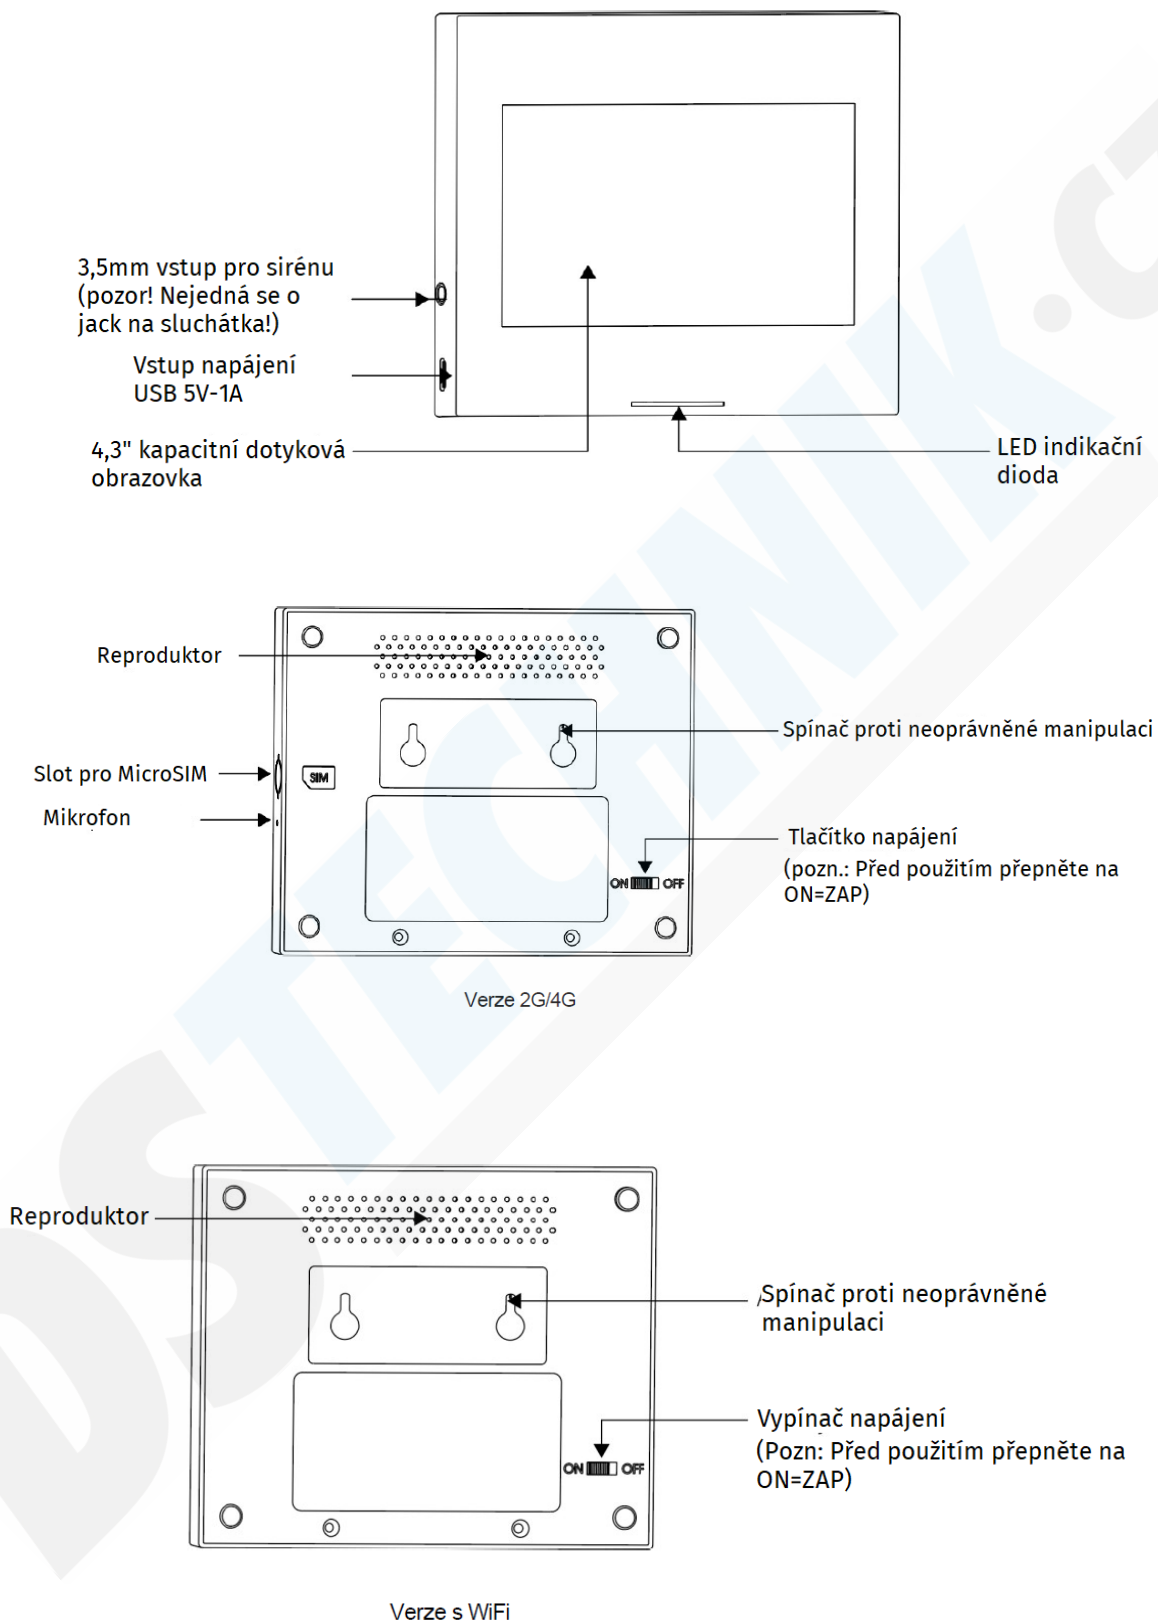 3,5mm vstup pro sirénu
(pozor! Nejedná se o
jack na sluchátka!)
Vstup napájení
USB 5V-1A
4,3" kapacitní dotyková
obrazovka
LED indikační
dioda
Reproduktor
Spínač proti neoprávněné manipulaci
Slot pro MicroSIM
SIM
Mikrofon
Tlačítko napájení
(pozn.: Před použitím přepněte na
ON=ZAP)
ON OFF
Verze 2G/4G
Reproduktor
Spínač proti neoprávněné
manipulaci
Vypínač napájení
(Pozn: Před použitím přepněte na
ON=ZAP)
ON OFF
Verze s WiFi
DSTECHNIK.CZ